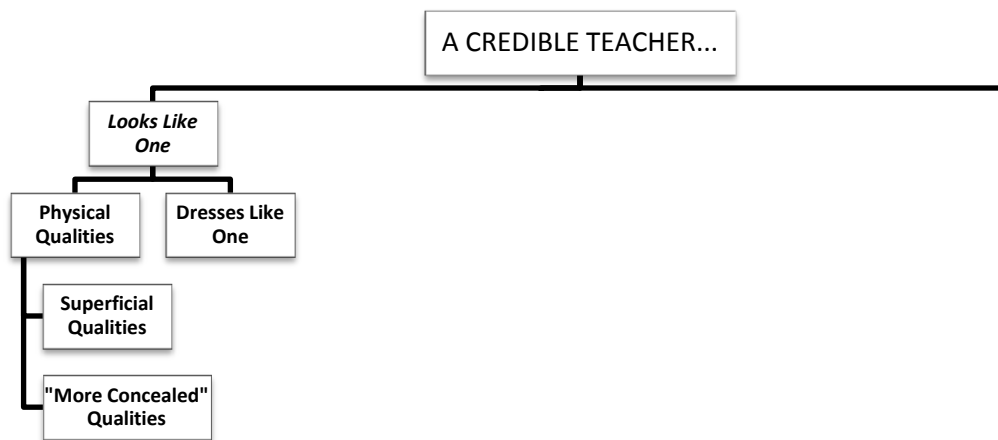 A CREDIBLE TEACHER...
Looks Like
One
Physical
Qualities
Dresses Like
One
Superficial
Qualities
"More Concealed"
Qualities